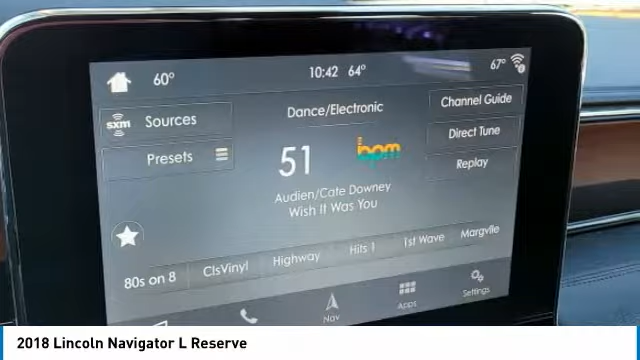 60° 10:42 64° 67°
sxm Sources
Dance/Electronic
Channel Guide
Presets
51
bpm
Direct Tune
Replay
Audien/Cate Downey
Wish It Was You
80s on 8 ClsVinyl Highway Hits 1 1st Wave Margvlle
Nav Apps Settings
2018 Lincoln Navigator L Reserve